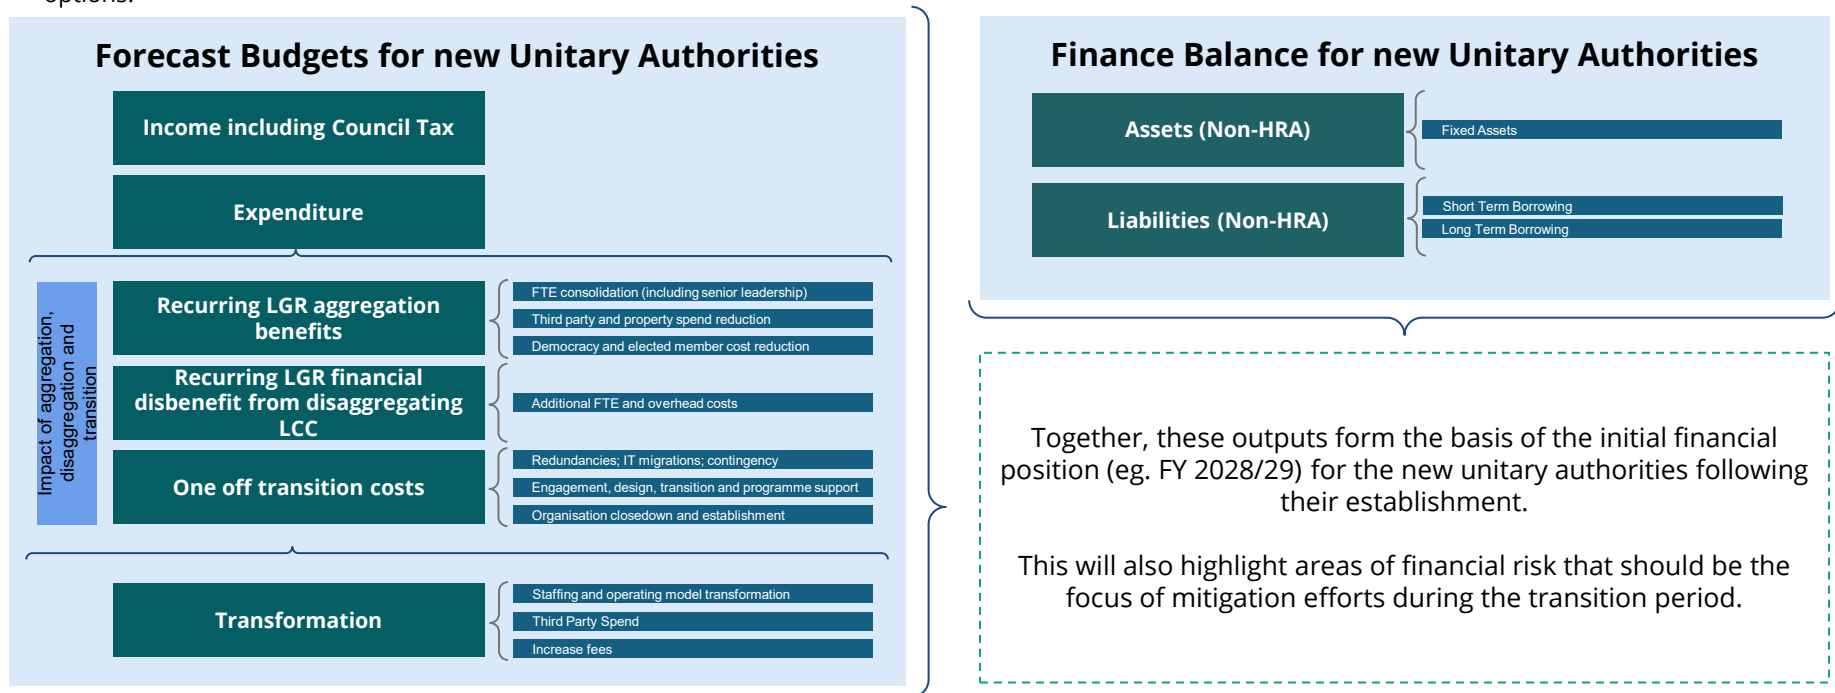 options.
Forecast Budgets for new Unitary Authorities
Income including Council Tax
Expenditure
Impact of aggregation,
disaggregation and
transition
Recurring LGR aggregation
benefits
FTE consolidation (including senior leadership)
Third party and property spend reduction
Democracy and elected member cost reduction
Recurring LGR financial
disbenefit from disaggregating
LCC
Additional FTE and overhead costs
One off transition costs
Redundancies; IT migrations; contingency
Engagement, design, transition and programme support
Organisation closedown and establishment
Transformation
Staffing and operating model transformation
Third Party Spend
Increase fees
Finance Balance for new Unitary Authorities
Assets (Non-HRA)
Fixed Assets
Liabilities (Non-HRA)
Short Term Borrowing
Long Term Borrowing
Together, these outputs form the basis of the initial financial
position (eg. FY 2028/29) for the new unitary authorities following
their establishment.
This will also highlight areas of financial risk that should be the
focus of mitigation efforts during the transition period.